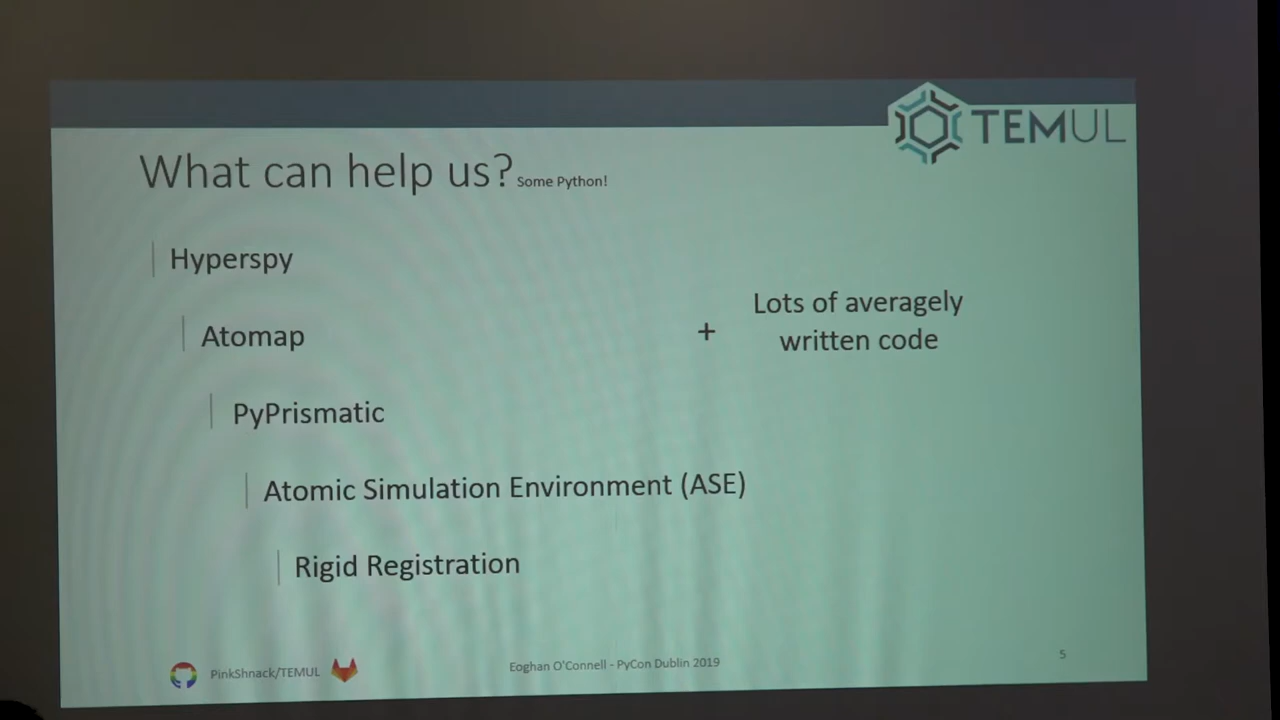 TEMUL
What can help us? Some Python!
Hyperspy
Atomap
PyPrismatic
Atomic Simulation Environment (ASE)
Rigid Registration
+
Lots of averagely
written code
PinkShnack/TEMUL
Eoghan O'Connell - PyCon Dublin 2019
5